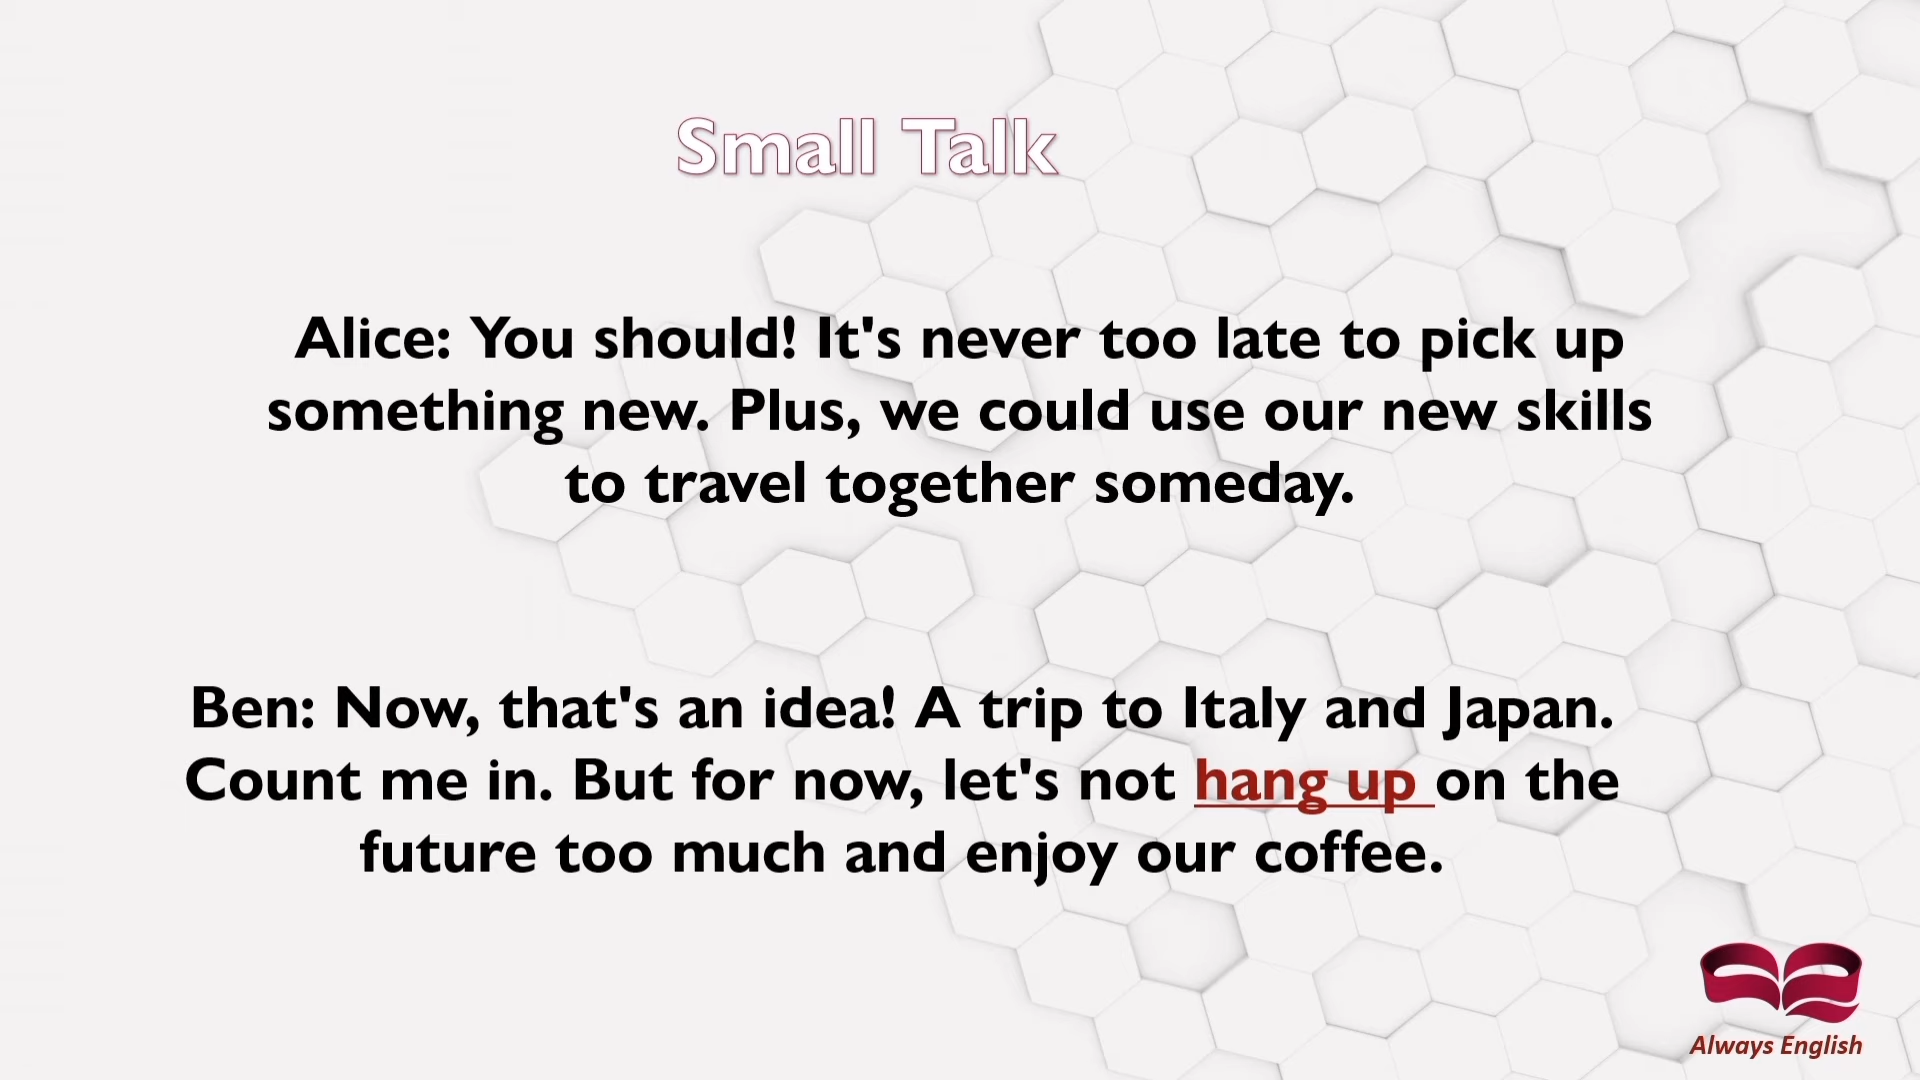 Small Talk
Alice: You should! It's never too late to pick up
something new. Plus, we could use our new skills
to travel together someday.
Ben: Now, that's an idea! A trip to Italy and Japan.
Count me in. But for now, let's not hang up on the
future too much and enjoy our coffee.
Always English